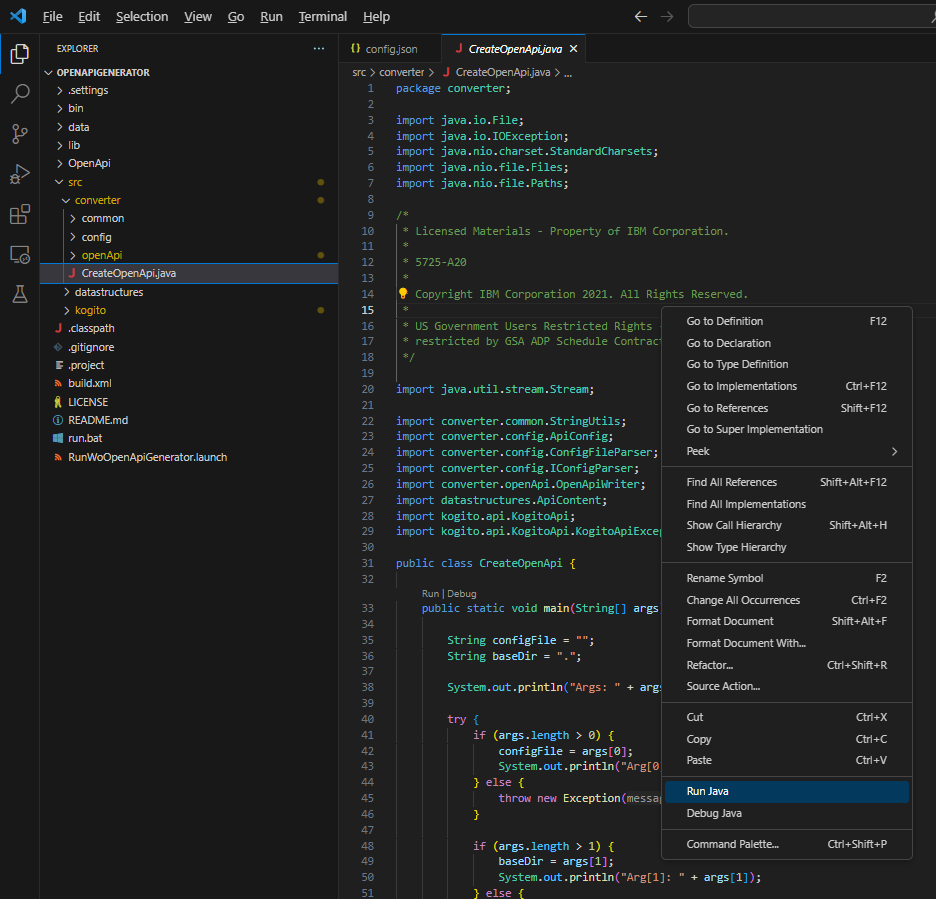 File Edit Selection View Go Run Terminal Help
EXPLORER ...
OPENAPIGENERATOR
.settings
bin
data
lib
OpenApi
src
converter
common
config
openApi
CreateOpenApi.java
datastructures
kogito
.classpath
.gitignore
.project
build.xml
LICENSE
README.md
run.bat
RunWoOpenApiGenerator.launch
config.json
CreateOpenApi.java
src > converter > CreateOpenApi.java > ...
1 package converter;
2
3 import java.io.File;
4 import java.io.IOException;
5 import java.nio.charset.StandardCharsets;
6 import java.nio.file.Files;
7 import java.nio.file.Paths;
8
9 /*
10 * Licensed Materials - Property of IBM Corporation.
11 *
12 * 5725-A20
13 *
14 Copyright IBM Corporation 2021. All Rights Reserved.
15 *
16 * US Government Users Restricted Rights -
17 * restricted by GSA ADP Schedule Contract
18 */
19
20 import java.util.stream.Stream;
21
22 import converter.common.StringUtils;
23 import converter.config.ApiConfig;
24 import converter.config.ConfigFileParser;
25 import converter.config.IConfigParser;
26 import converter.openApi.OpenApiWriter;
27 import datastructures.ApiContent;
28 import kogito.api.KogitoApi;
29 import kogito.api.KogitoApi.KogitoApiExce
30
31 public class CreateOpenApi {
32
Run | Debug
33 public static void main(String[] args
34
35 String configFile = "";
36 String baseDir = ".";
37
38 System.out.println("Args: " + args
39
40 try {
41 if (args.length > 0) {
42 configFile = args[0];
43 System.out.println("Arg[0
44 } else {
45 throw new Exception(messag
46 }
47
48 if (args.length > 1) {
49 baseDir = args[1];
50 System.out.println("Arg[1]: " + args[1]);
51 } else {
Go to Definition F12
Go to Declaration
Go to Type Definition
Go to Implementations Ctrl+F12
Go to References Shift+F12
Go to Super Implementation
Peek
Find All References Shift+Alt+F12
Find All Implementations
Show Call Hierarchy Shift+Alt+H
Show Type Hierarchy
Rename Symbol F2
Change All Occurrences Ctrl+F2
Format Document Shift+Alt+F
Format Document With...
Refactor... Ctrl+Shift+R
Source Action...
Cut Ctrl+X
Copy Ctrl+C
Paste Ctrl+V
Run Java
Debug Java
Command Palette... Ctrl+Shift+P